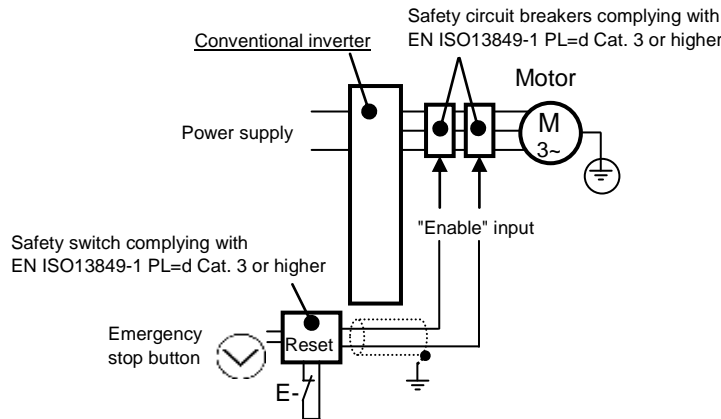 Safety circuit breakers complying with
EN ISO13849-1 PL=d Cat. 3 or higher
Conventional inverter
Motor
Power supply
M
3~
"Enable" input
Safety switch complying with
EN ISO13849-1 PL=d Cat. 3 or higher
Emergency
stop button
Reset
E-